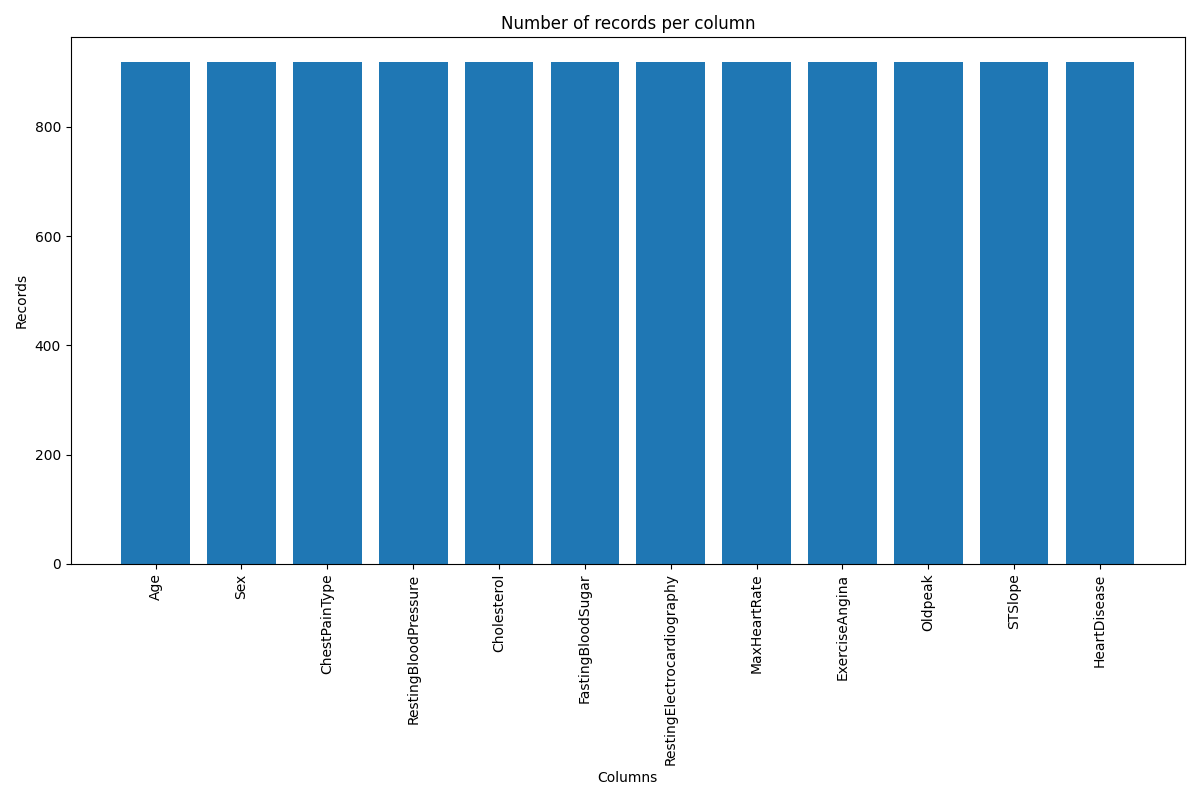 Number of records per column
Records
800
600
400
200
0
Age
Sex
ChestPainType
RestingBloodPressure
Cholesterol
FastingBloodSugar
RestingElectrocardiography
MaxHeartRate
ExerciseAngina
Oldpeak
STSlope
HeartDisease
Columns